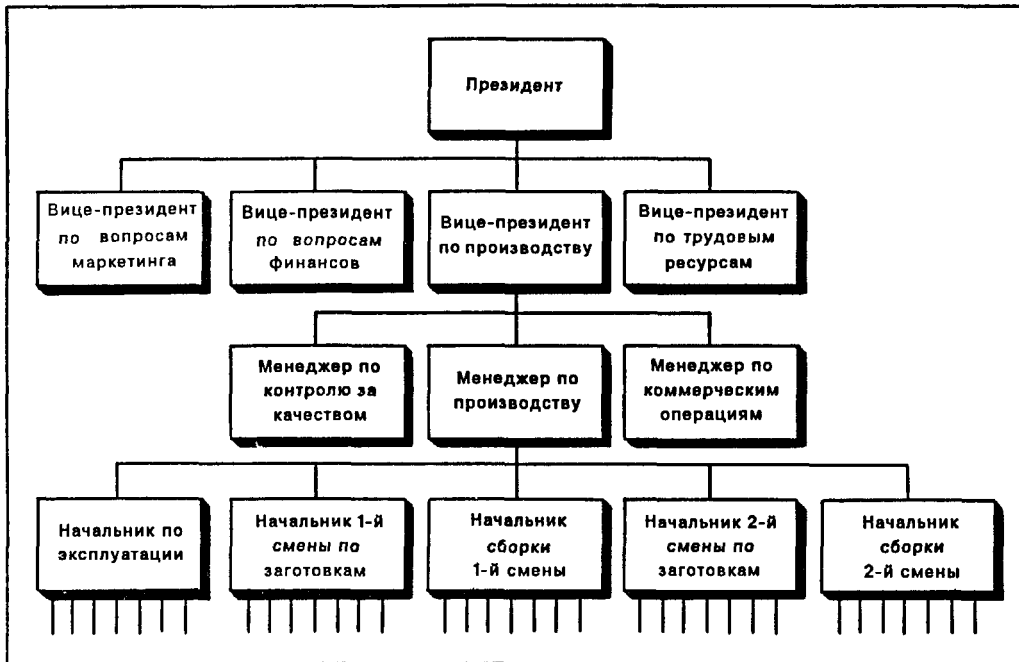 Президент
Вице-президент
по вопросам
маркетинга
Вице-президент
по вопросам
финансов
Вице-президент
по производству
Вице-президент
по трудовым
ресурсам
Менеджер по
контролю за
качеством
Менеджер по
производству
Менеджер по
коммерческим
операциям
Начальник по
эксплуатации
Начальник 1-й
смены по
заготовкам
Начальник
сборки
1-й смены
Начальник 2-й
смены по
заготовкам
Начальник
сборки
2-й смены